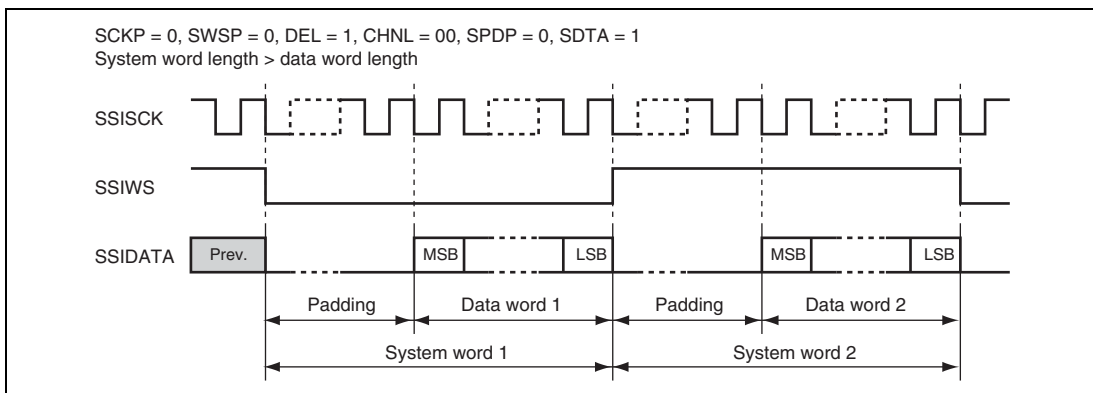 SCKP = 0, SWSP = 0, DEL = 1, CHNL = 00, SPDP = 0, SDTA = 1
System word length > data word length
SSISCK
SSIWS
SSIDATA
Prev.
MSB
LSB
MSB
LSB
Padding
Data word 1
Padding
Data word 2
System word 1
System word 2